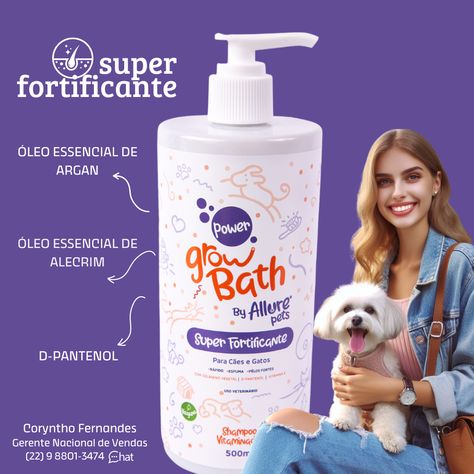 super
fortificante
ÓLEO ESSENCIAL DE
ARGAN
ÓLEO ESSENCIAL DE
ALECRIM
D-PANTENOL
Power
grow
Bath
By Allure
pets
Super Fortificante
Para Cães e Gatos
USO VETERINÁRIO
Shampoo
500m
Coryntho Fernandes
Gerente Nacional de Vendas
(22) 9 8801-3474 Chat